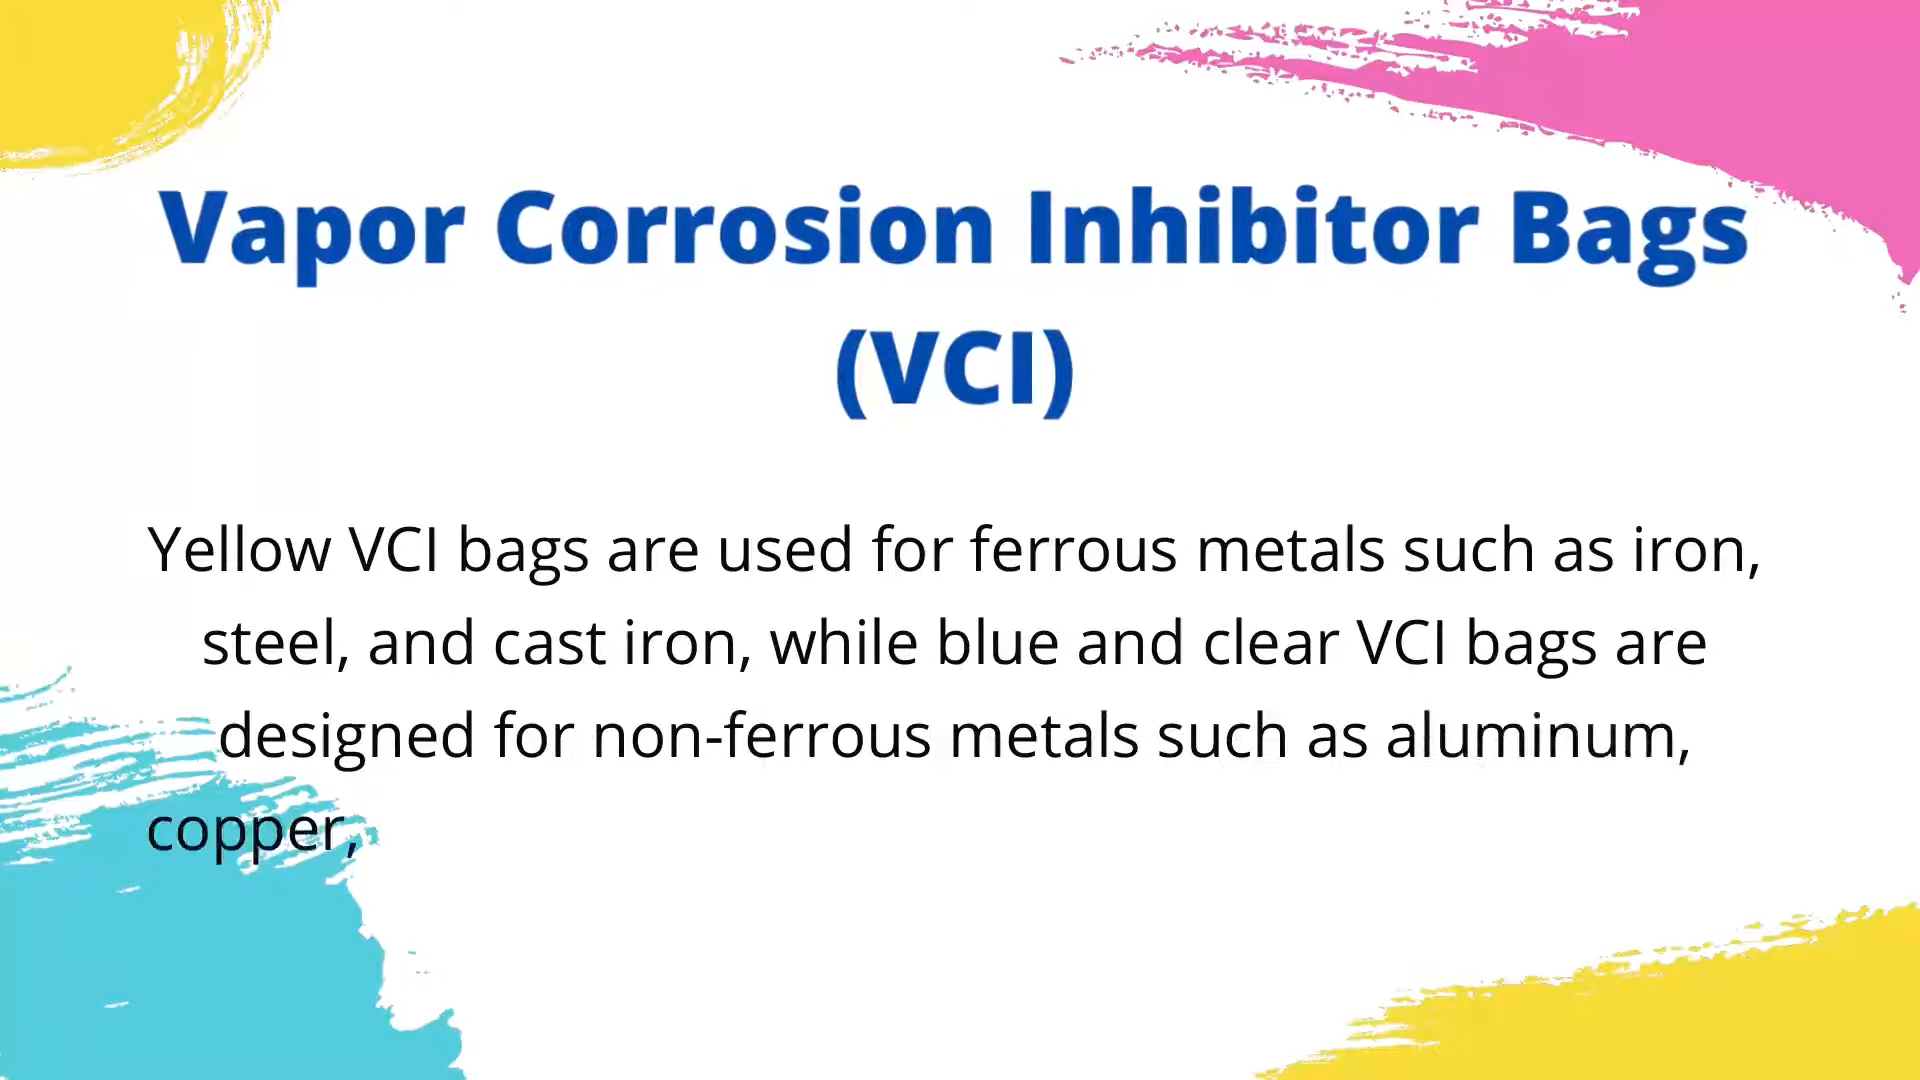 Vapor Corrosion Inhibitor Bags
(VCI)
Yellow VCI bags are used for ferrous metals such as iron,
steel, and cast iron, while blue and clear VCI bags are
designed for non-ferrous metals such as aluminum,
copper,